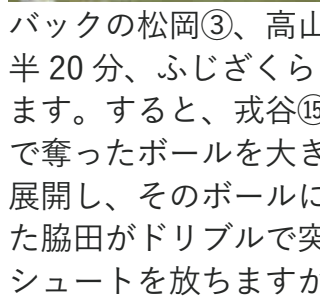 バックの松岡③、高山
半 20 分、ふじざくら
ます。すると、戎谷⑮
で奪ったボールを大き
展開し、そのボールに
た脇田がドリブルで突
シュートを放ちますが